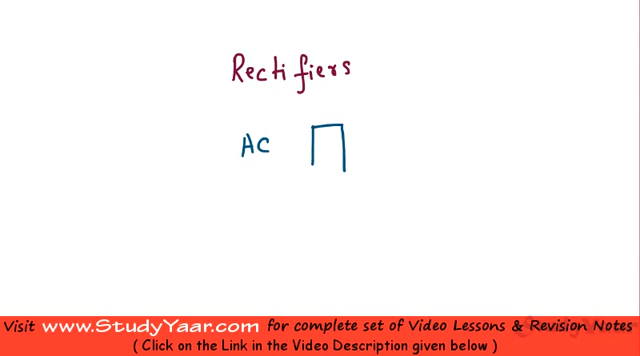 Rectifiers
AC
Visit www.StudyYaar.com for complete set of Video Lessons & Revision Notes
( Click on the Link in the Video Description given below )